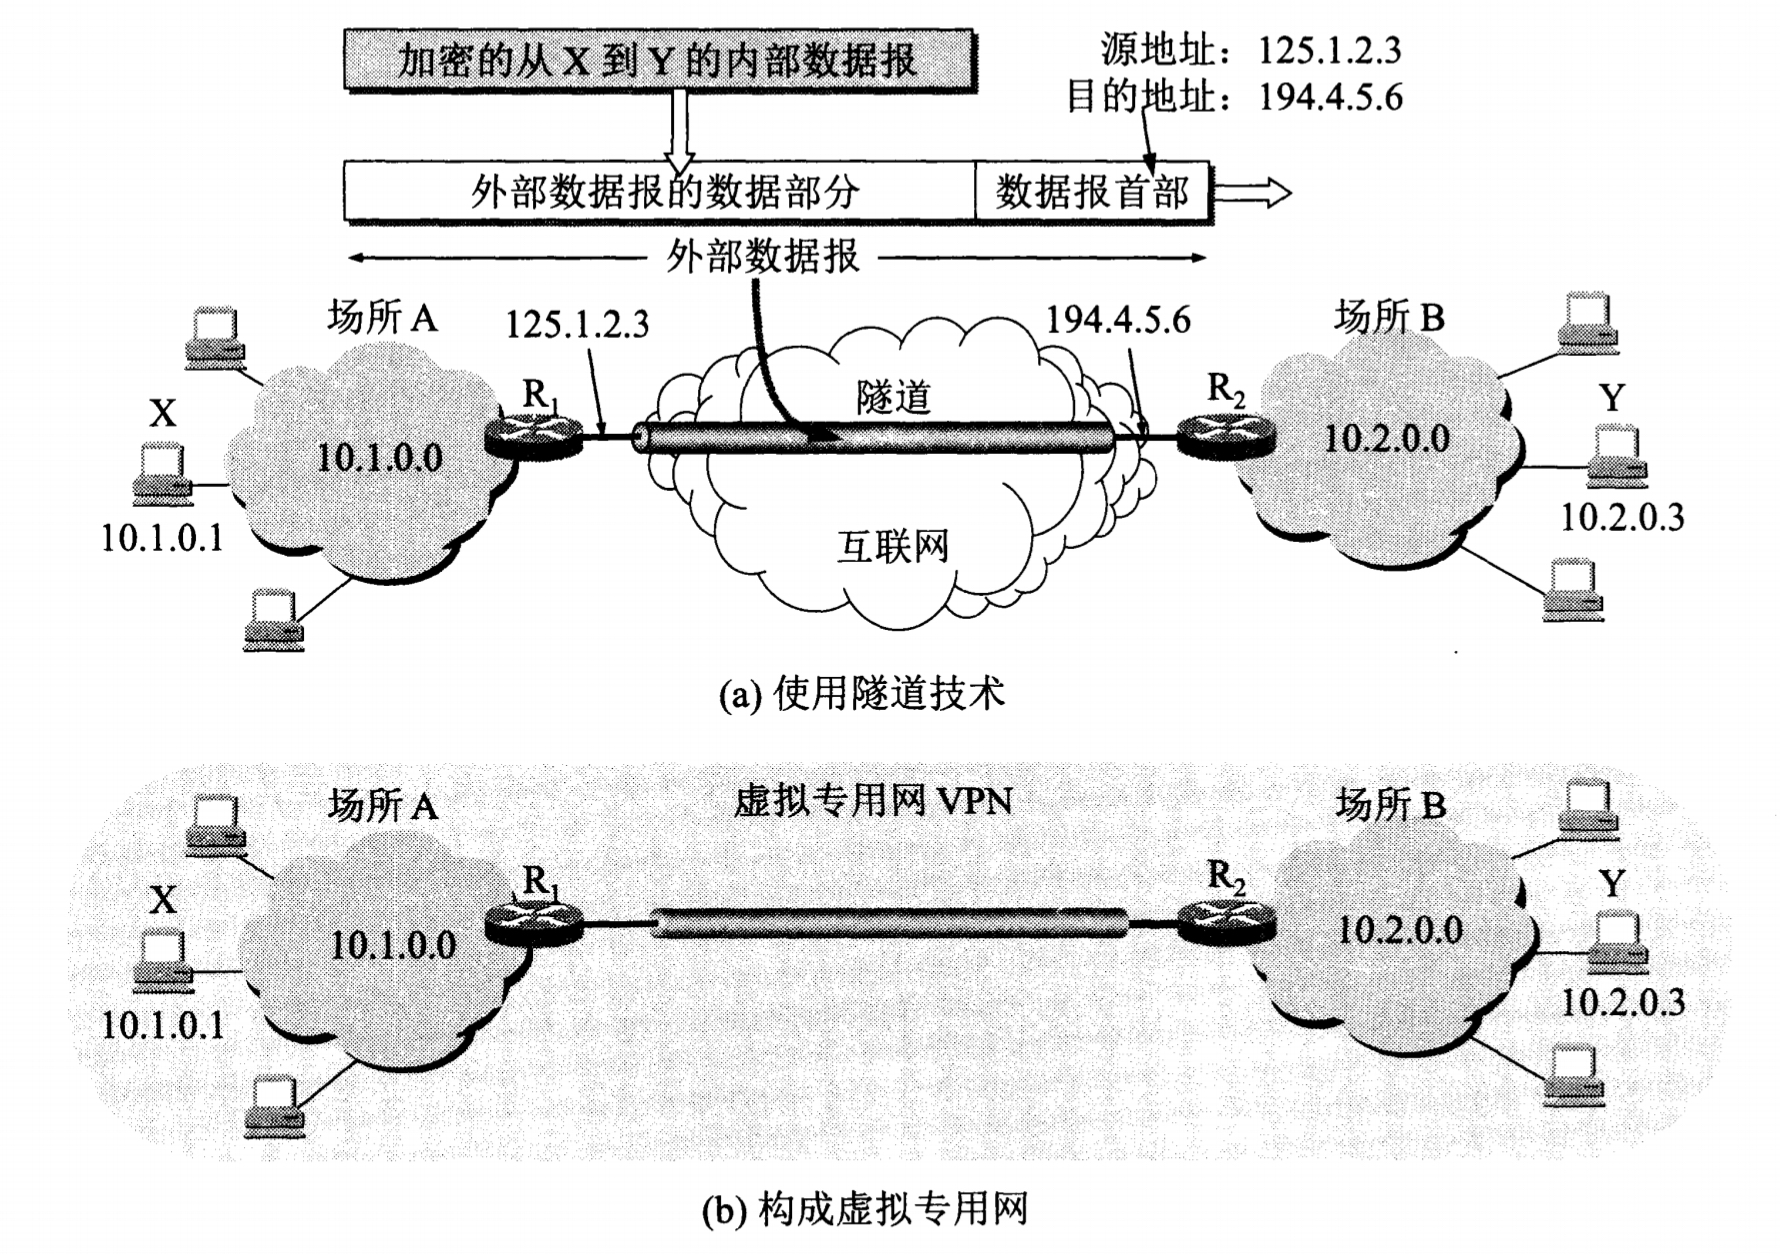 加密的从 X 到 Y 的内部数据报
源地址：125.1.2.3
目的地址：194.4.5.6
外部数据报的数据部分
数据报首部
外部数据报
场所 A
125.1.2.3
194.4.5.6
场所 B
X
R1
隧道
R2
Y
10.1.0.0
10.2.0.0
10.1.0.1
互联网
10.2.0.3
(a) 使用隧道技术
场所 A
虚拟专用网 VPN
场所 B
X
R1
R2
Y
10.1.0.0
10.2.0.0
10.1.0.1
10.2.0.3
(b) 构成虚拟专用网